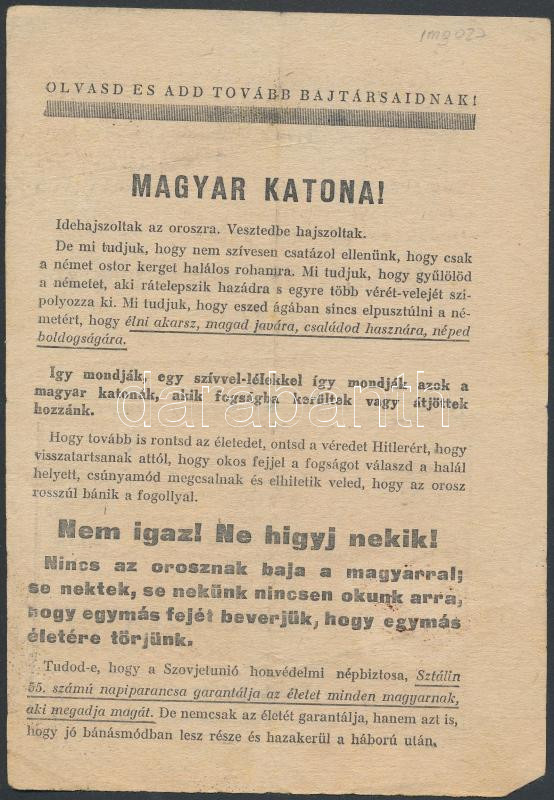 img 022
OLVASD ES ADD TOVÁBB BAJTÁRSAIDNAK!
MAGYAR KATONA!
Idehajszoltak az oroszra. Vesztedbe hajszoltak.
De mi tudjuk, hogy nem szívesen csatázol ellenünk, hogy csak
a német ostor kerget halálos rohamra. Mi tudjuk, hogy gyűlölöd
a németet, aki rátelepszik hazádra s egyre több vérét-velejét szi-
polyozza ki. Mi tudjuk, hogy eszed ágában sincs elpusztúlni a né-
metért, hogy élni akarsz, magad javára, családod hasznára, néped
boldogságára.
Így mondják, egy szívvel-lélekkel így mondják azok a
magyar katonák, akik fogságba kerültek vagy átjöttek
hozzánk.
darabanth
Hogy tovább is rontsd az életedet, ontsd a véredet Hitlerért, hogy
visszatartsanak attól, hogy okos fejjel a fogságot válaszd a halál
helyett, csúnyámód megcsalnak és elhitetik veled, hogy az orosz
rosszúl bánik a fogollyal.
Nem igaz! Ne higyj nekik!
Nincs az orosznak baja a magyarral;
se nektek, se nekünk nincsen okunk arra,
hogy egymás fejét beverjük, hogy egymás
életére törjünk.
Tudod-e, hogy a Szovjetunió honvédelmi népbiztosa, Sztálin
55. számú napiparancsa garantálja az életet minden magyarnak,
aki megadja magát. De nemcsak az életét garantálja, hanem azt is,
hogy jó bánásmódban lesz része és hazakerül a háború után.